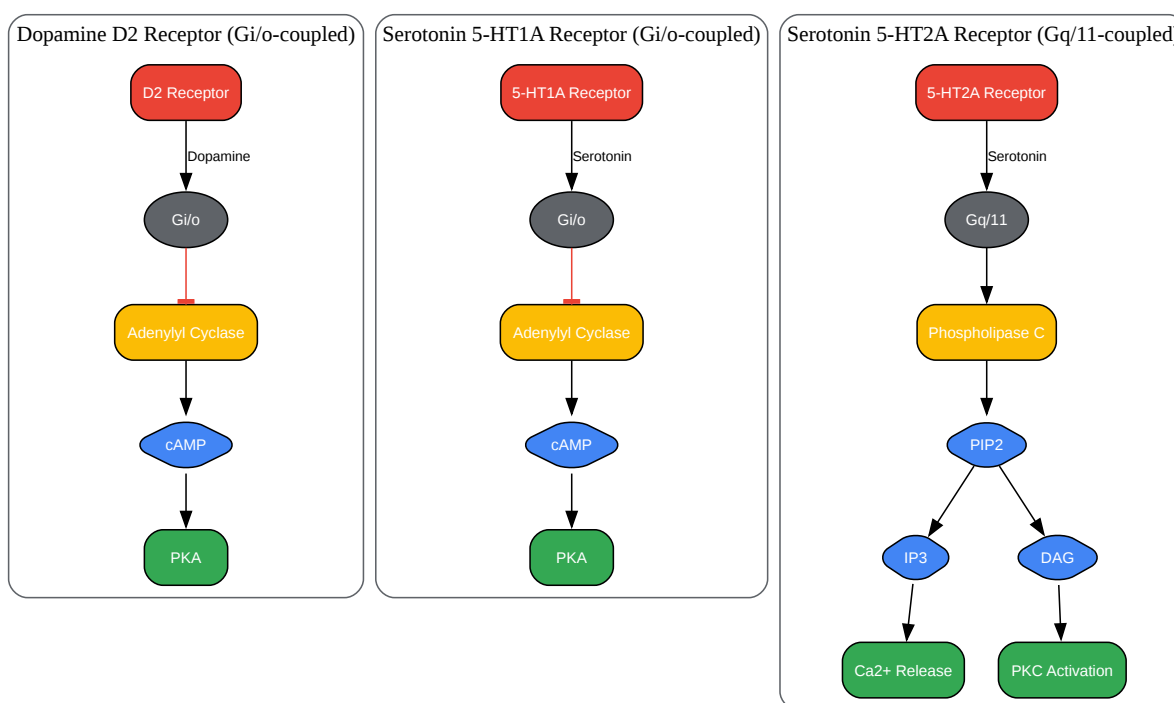 Dopamine D2 Receptor (Gi/o-coupled)
D2 Receptor
Dopamine
Gi/o
Adenylyl Cyclase
cAMP
PKA
Serotonin 5-HT1A Receptor (Gi/o-coupled)
5-HT1A Receptor
Serotonin
Gi/o
Adenylyl Cyclase
cAMP
PKA
Serotonin 5-HT2A Receptor (Gq/11-coupled)
5-HT2A Receptor
Serotonin
Gq/11
Phospholipase C
PIP2
IP3
DAG
Ca2+ Release
PKC Activation